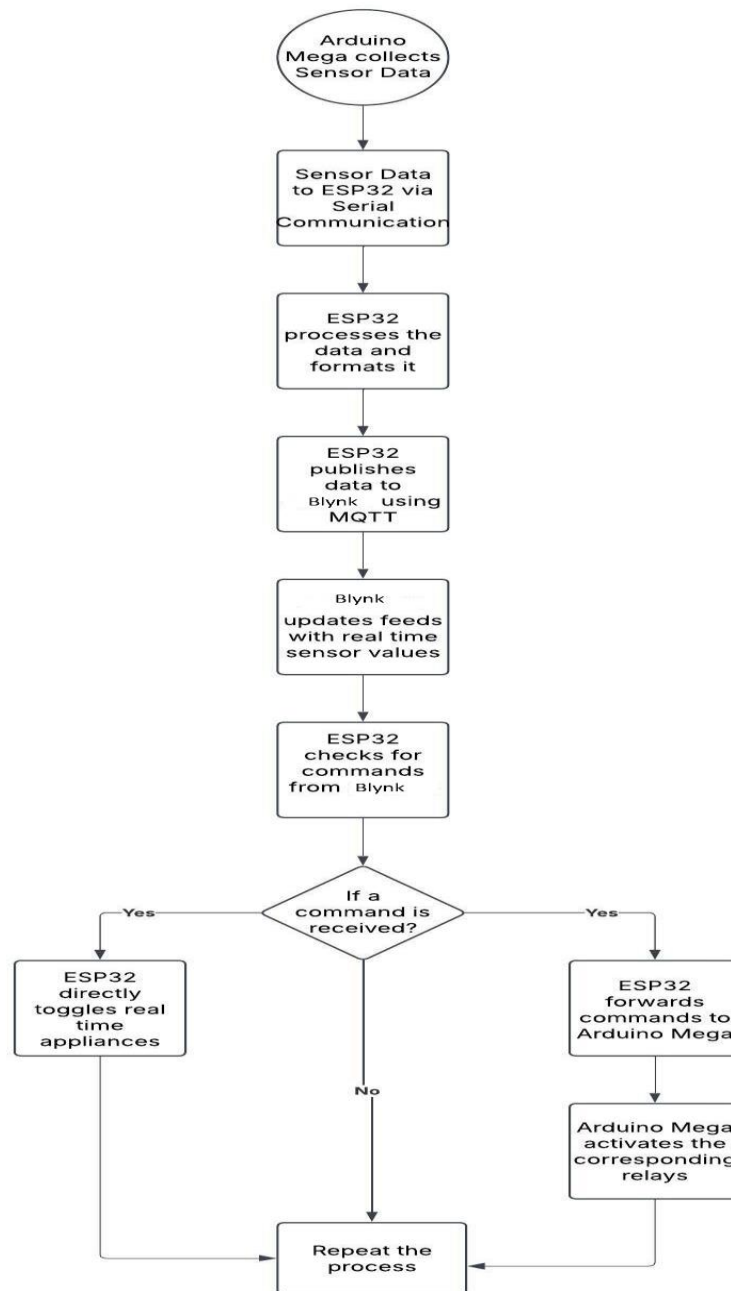 Arduino
Mega collects
Sensor Data
Sensor Data
to ESP32 via
Serial
Communication
ESP32
processes the
data and
formats it
ESP32
publishes
data to
Blynk using
MQTT
Blynk
updates feeds
with real time
sensor values
ESP32
checks for
commands
from Blynk
If a
command is
received?
Yes
Yes
ESP32
directly
toggles real
time
appliances
ESP32
forwards
commands to
Arduino Mega
No
Arduino Mega
activates the
corresponding
relays
Repeat the
process